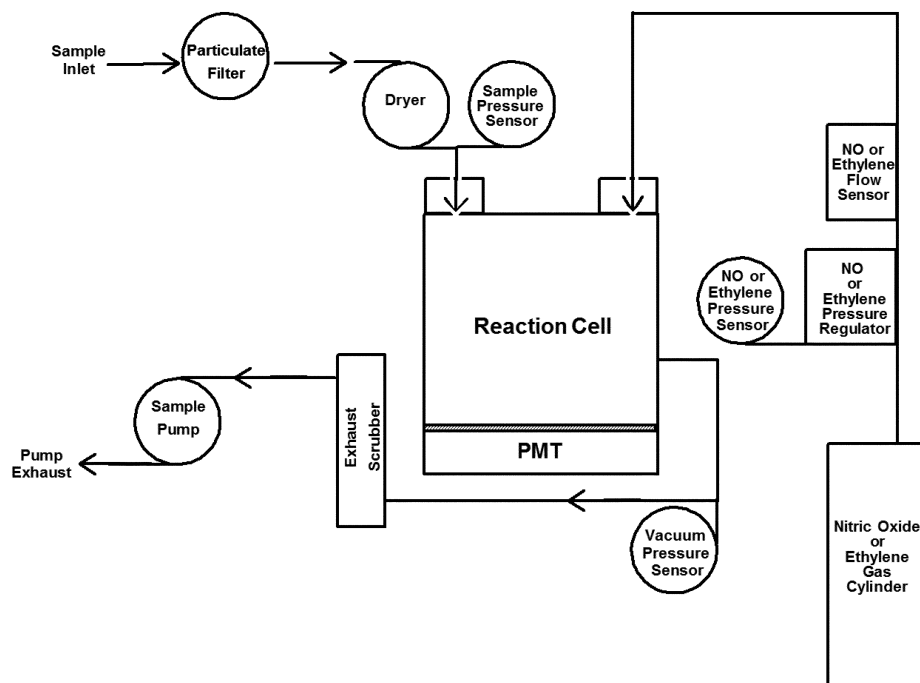 Sample
Inlet
Particulate
Filter
Dryer
Sample
Pressure
Sensor
NO or
Ethylene
Flow
Sensor
NO or
Ethylene
Pressure
Sensor
NO
or
Ethylene
Pressure
Regulator
Reaction Cell
PMT
Exhaust
Scrubber
Sample
Pump
Pump
Exhaust
Vacuum
Pressure
Sensor
Nitric Oxide
or
Ethylene
Gas
Cylinder